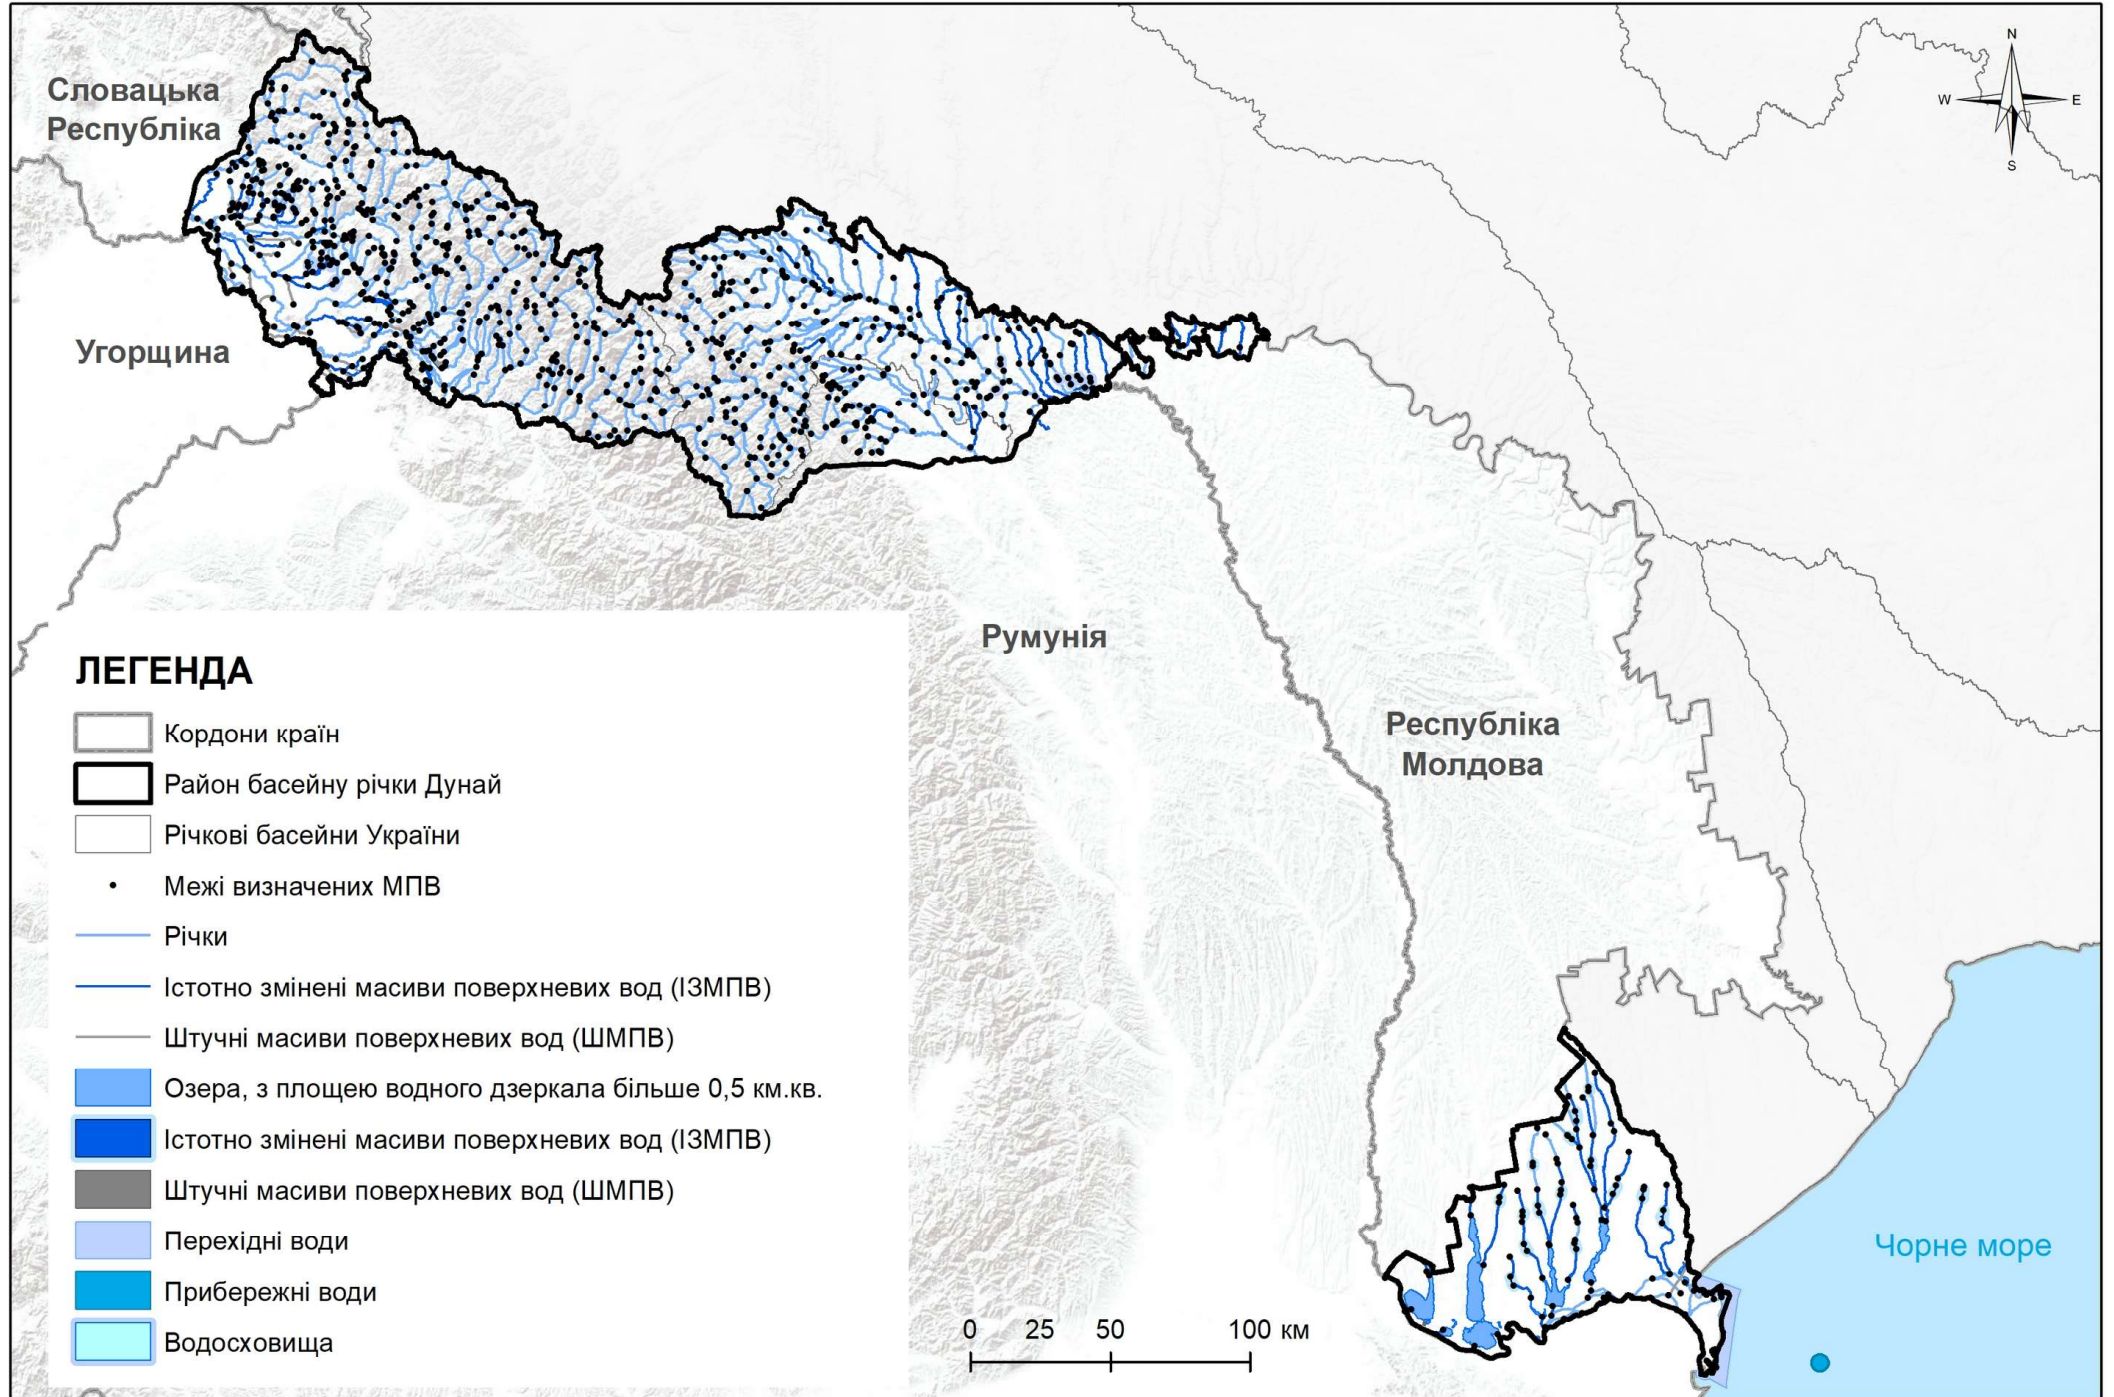 Словацька
Республіка
N
W
E
S
Угорщина
Румунія
Республіка
Молдова
Чорне море
ЛЕГЕНДА
Кордони країн
Район басейну річки Дунай
Річкові басейни України
Межі визначених МПВ
Річки
Істотно змінені масиви поверхневих вод (ІЗМПВ)
Штучні масиви поверхневих вод (ШМПВ)
Озера, з площею водного дзеркала більше 0,5 км.кв.
Істотно змінені масиви поверхневих вод (ІЗМПВ)
Штучні масиви поверхневих вод (ШМПВ)
Перехідні води
Прибережні води
Водосховища
0 25 50 100 км